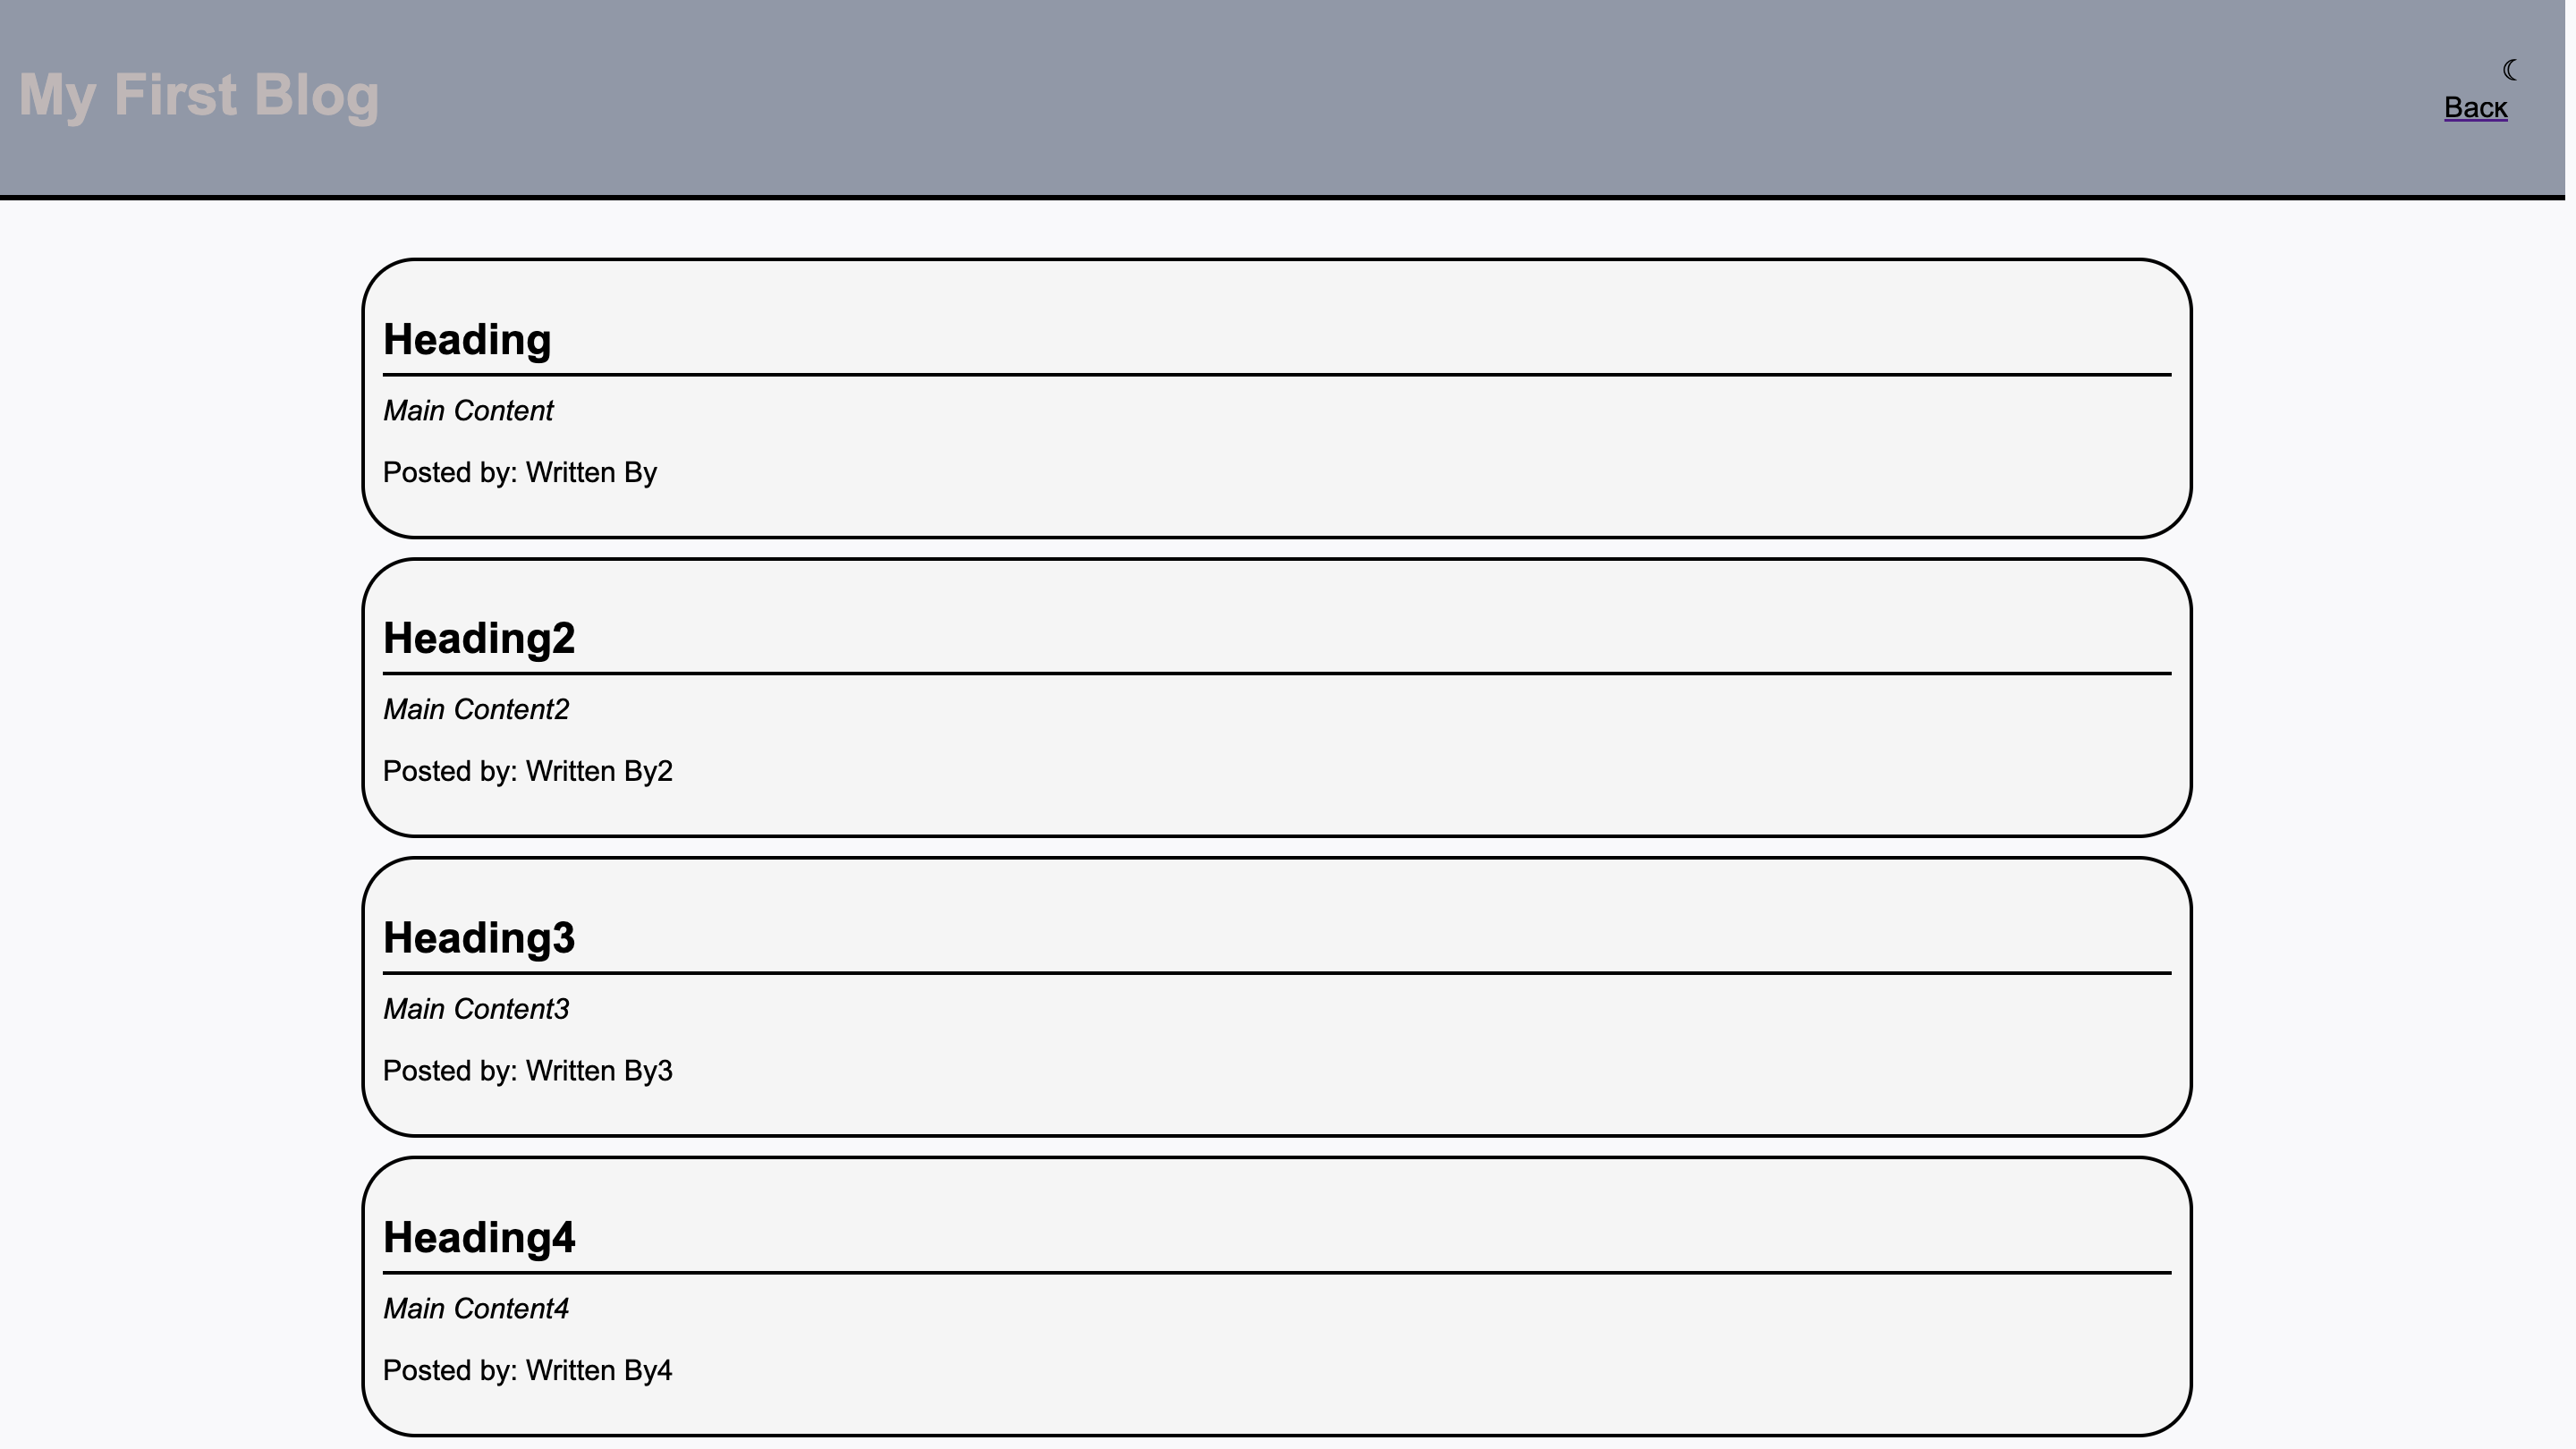 My First Blog
☾
Back
Heading
Main Content
Posted by: Written By
Heading2
Main Content2
Posted by: Written By2
Heading3
Main Content3
Posted by: Written By3
Heading4
Main Content4
Posted by: Written By4